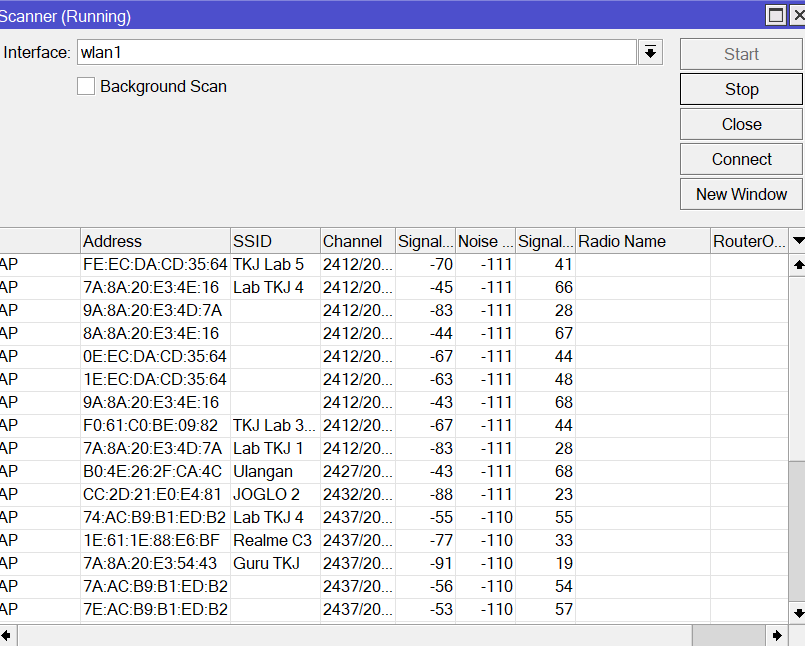 Scanner (Running)
Interface: wlan1
Start
Background Scan
Stop
Close
Connect
New Window
Address SSID Channel Signal... Noise ... Signal... Radio Name RouterO...
AP FE:EC:DA:CD:35:64 TKJ Lab 5 2412/20... -70 -111 41
AP 7A:8A:20:E3:4E:16 Lab TKJ 4 2412/20... -45 -111 66
AP 9A:8A:20:E3:4D:7A 2412/20... -83 -111 28
AP 8A:8A:20:E3:4E:16 2412/20... -44 -111 67
AP 0E:EC:DA:CD:35:64 2412/20... -67 -111 44
AP 1E:EC:DA:CD:35:64 2412/20... -63 -111 48
AP 9A:8A:20:E3:4E:16 2412/20... -43 -111 68
AP F0:61:C0:BE:09:82 TKJ Lab 3... 2412/20... -67 -111 44
AP 7A:8A:20:E3:4D:7A Lab TKJ 1 2412/20... -83 -111 28
AP B0:4E:26:2F:CA:4C Ulangan 2427/20... -43 -111 68
AP CC:2D:21:E0:E4:81 JOGLO 2 2432/20... -88 -111 23
AP 74:AC:B9:B1:ED:B2 Lab TKJ 4 2437/20... -55 -110 55
AP 1E:61:1E:88:E6:BF Realme C3 2437/20... -77 -110 33
AP 7A:8A:20:E3:54:43 Guru TKJ 2437/20... -91 -110 19
AP 7A:AC:B9:B1:ED:B2 2437/20... -56 -110 54
AP 7E:AC:B9:B1:ED:B2 2437/20... -53 -110 57